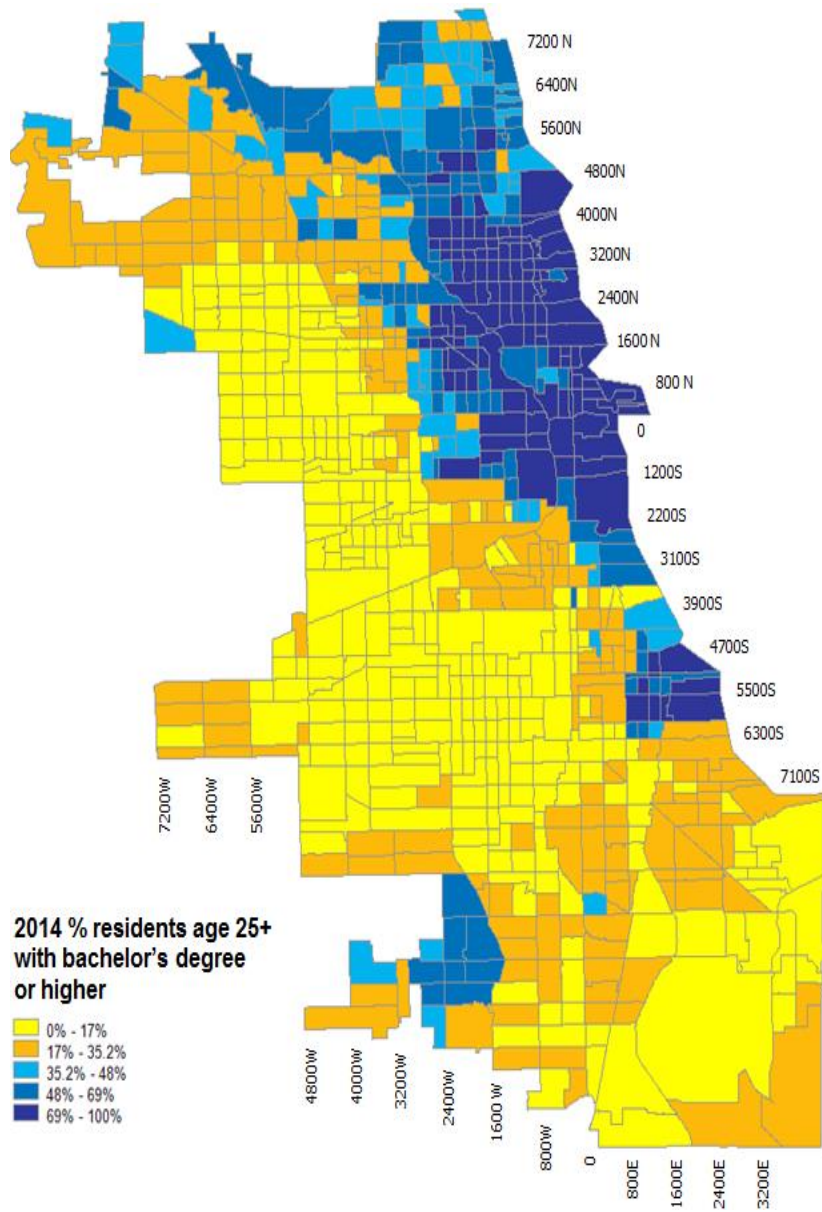 7200 N
6400 N
5600N
4800N
4000N
3200N
2400N
1600 N
800 N
0
1200S
2200S
3100S
3900S
4700S
5500S
6300S
7100S
7200W
6400W
5600W
2014 % residents age 25+
with bachelor's degree
or higher
0% - 17%
17% - 35.2%
35.2% - 48%
48% - 69%
69% - 100%
4800W
4000W
3200W
2400W
1600 W
800W
0
800E
1600E
2400E
3200E